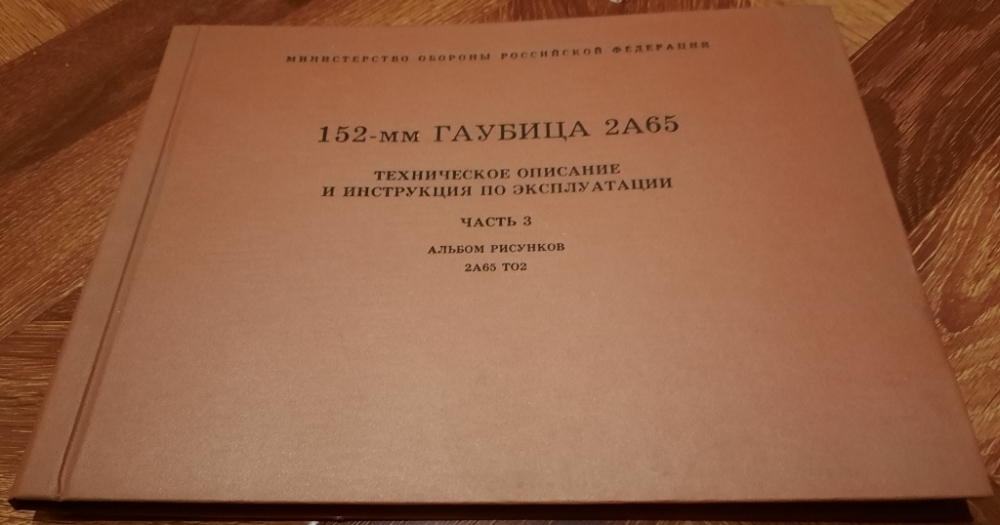 МИНИСТЕРСТВО ОБОРОНЫ РОССИЙСКОЙ ФЕДЕРАЦИИ
152-мм ГАУБИЦА 2А65
ТЕХНИЧЕСКОЕ ОПИСАНИЕ
И ИНСТРУКЦИЯ ПО ЭКСПЛУАТАЦИИ
ЧАСТЬ 3
АЛЬБОМ РИСУНКОВ
2А65 ТО2